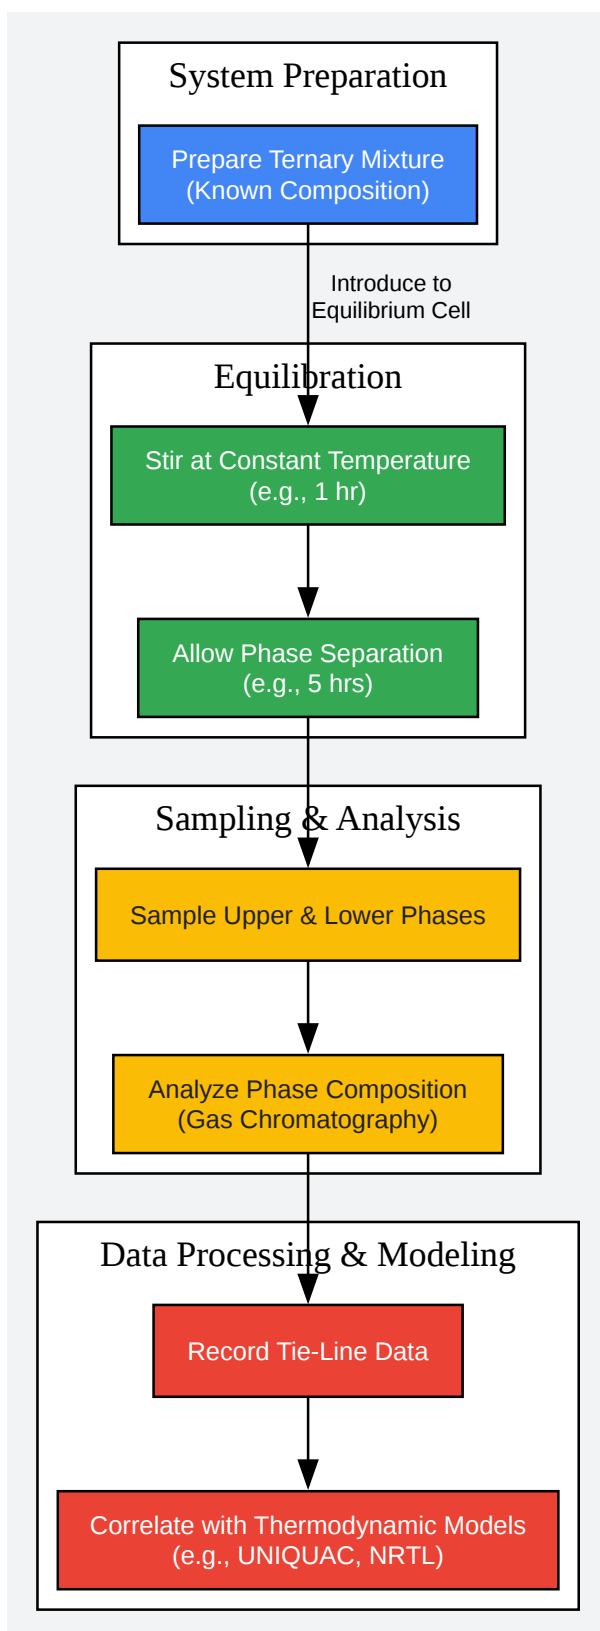 System Preparation
Prepare Ternary Mixture
(Known Composition)
Introduce to
Equilibrium Cell
Equilibration
Stir at Constant Temperature
(e.g., 1 hr)
Allow Phase Separation
(e.g., 5 hrs)
Sampling & Analysis
Sample Upper & Lower Phases
Analyze Phase Composition
(Gas Chromatography)
Data Processing & Modeling
Record Tie-Line Data
Correlate with Thermodynamic Models
(e.g., UNIQUAC, NRTL)